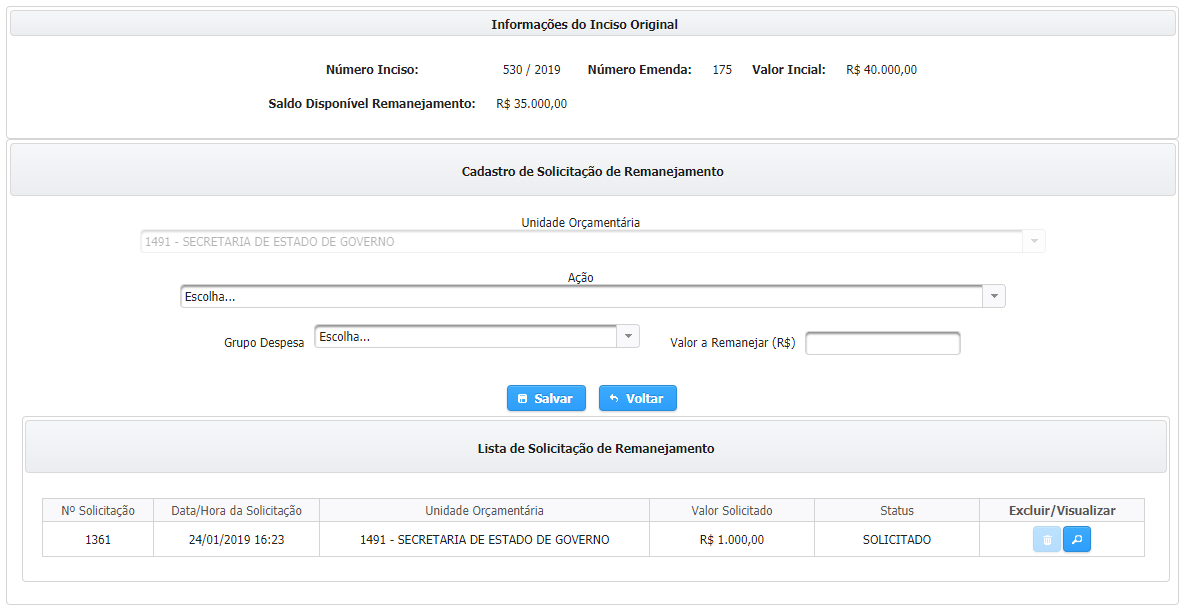 Informações do Inciso Original
Número Inciso: 530 / 2019 Número Emenda: 175 Valor Incial: R$ 40.000,00
Saldo Disponível Remanejamento: R$ 35.000,00
Cadastro de Solicitação de Remanejamento
Unidade Orçamentária
1491 - SECRETARIA DE ESTADO DE GOVERNO
Ação
Escolha...
Grupo Despesa Escolha... Valor a Remanejar (R$)
Salvar Voltar
Lista de Solicitação de Remanejamento
Nº Solicitação Data/Hora da Solicitação Unidade Orçamentária Valor Solicitado Status Excluir/Visualizar
1361 24/01/2019 16:23 1491 - SECRETARIA DE ESTADO DE GOVERNO R$ 1.000,00 SOLICITADO